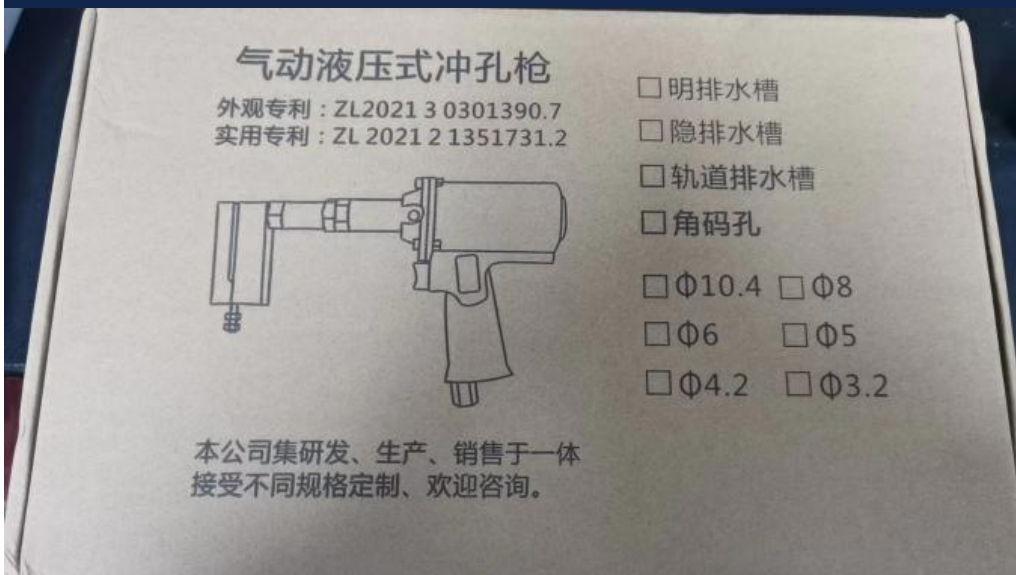 气动液压式冲孔枪
外观专利：ZL2021 3 0301390.7
实用专利：ZL 2021 2 1351731.2
□明排水槽
□隐排水槽
□轨道排水槽
□角码孔
□Φ10.4 □Φ8
□Φ6 □Φ5
□Φ4.2 □Φ3.2
本公司集研发、生产、销售于一体
接受不同规格定制、欢迎咨询。